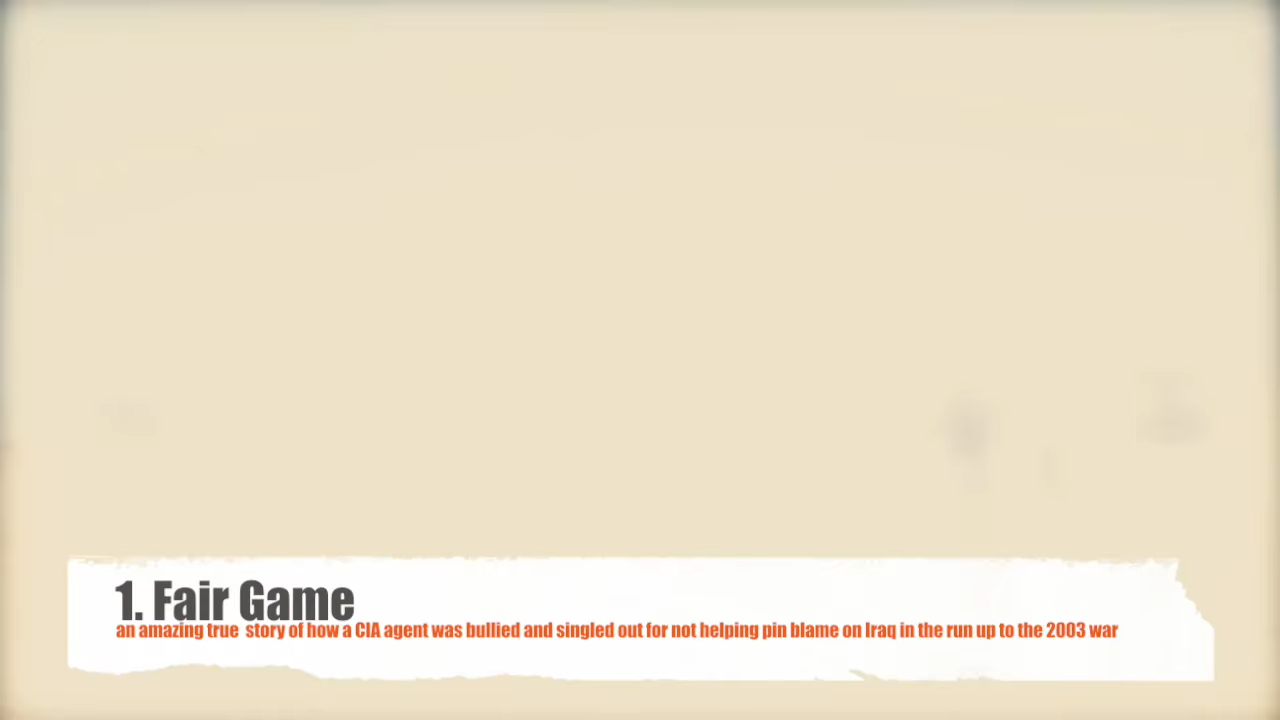 1. Fair Game
an amazing true story of how a CIA agent was bullied and singled out for not helping pin blame on Iraq in the run up to the 2003 war